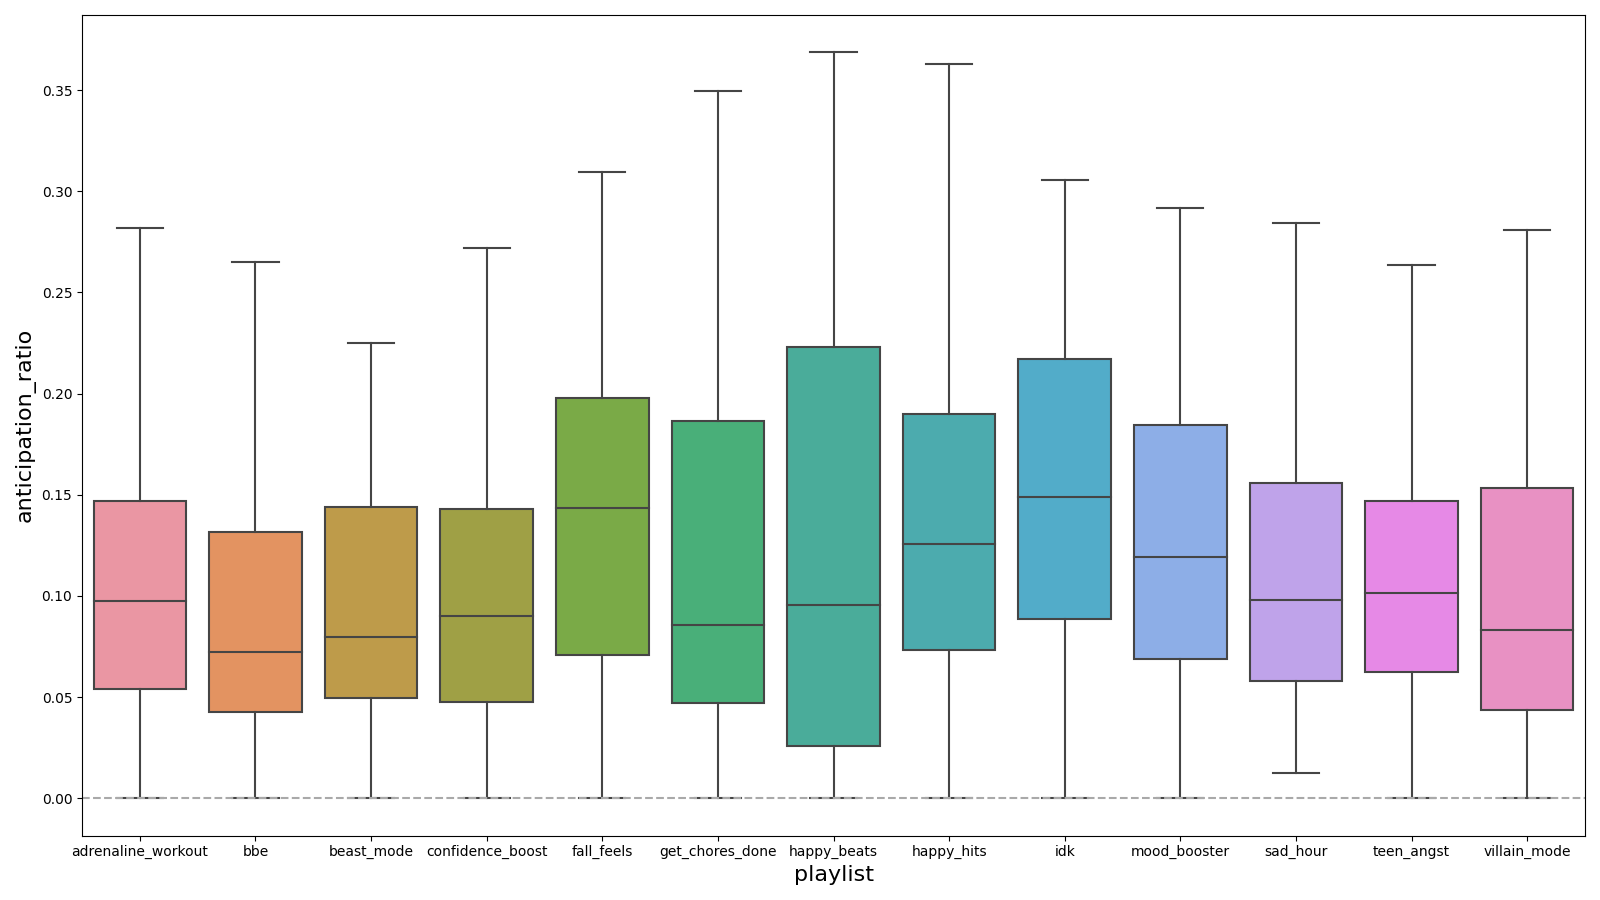 anticipation_ratio
0.35
0.30
0.25
0.20
0.15
0.10
0.05
0.00
adrenaline_workout bbe beast_mode confidence_boost fall_feels get_chores_done happy_beats happy_hits idk mood_booster sad_hour teen_angst villain_mode
playlist